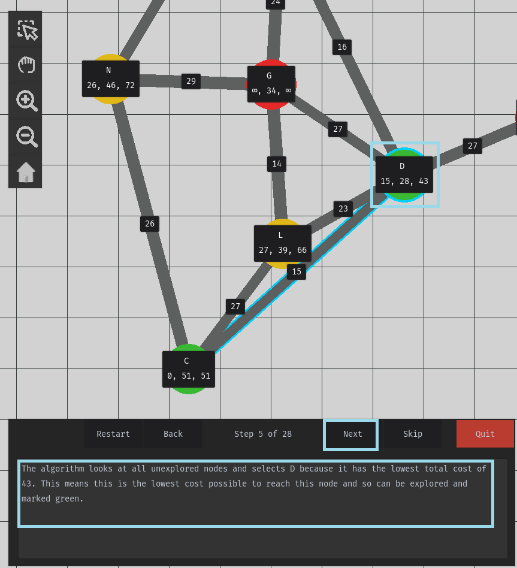 24
16
N
26, 46, 72
29
G
∞, 34, ∞
27
27
D
15, 28, 43
14
23
26
L
27, 39, 66
15
27
C
0, 51, 51
Restart Back Step 5 of 28 Next Skip Quit
The algorithm looks at all unexplored nodes and selects D because it has the lowest total cost of
43. This means this is the lowest cost possible to reach this node and so can be explored and
marked green.